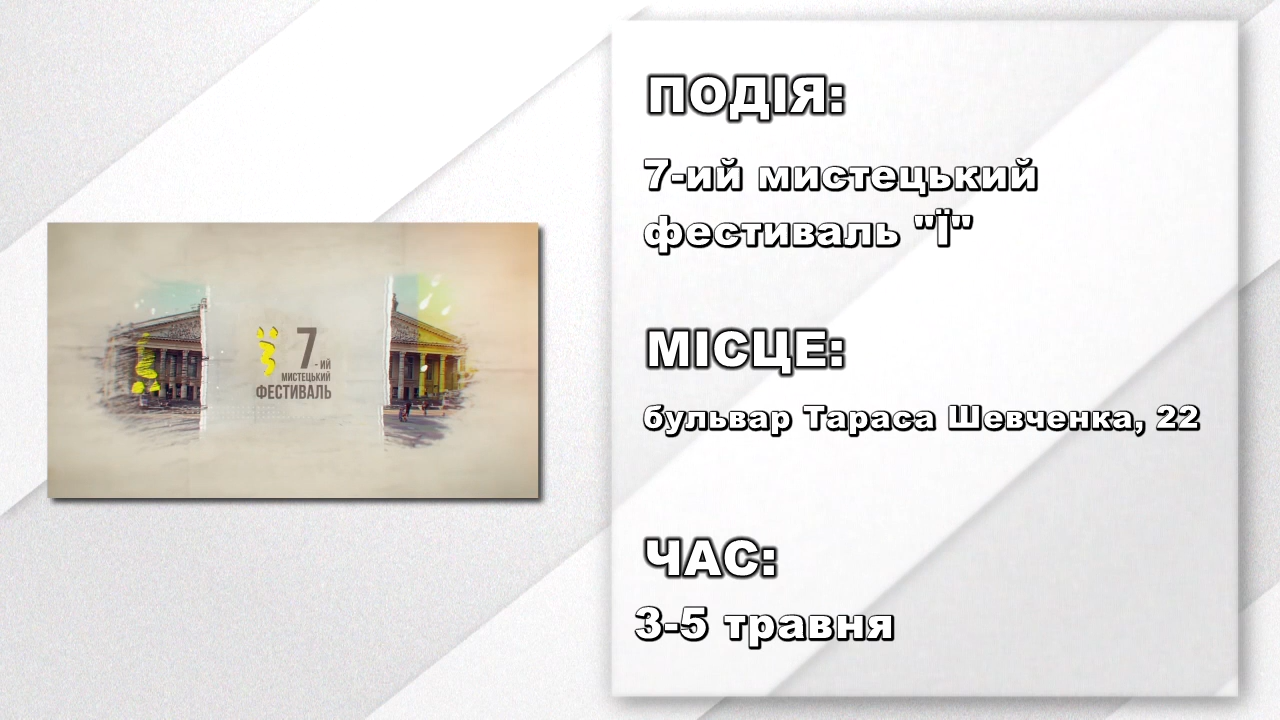 ПОДІЯ:
7-ий мистецький
фестиваль "Ї"
МІСЦЕ:
бульвар Тараса Шевченка, 22
ЧАС:
3-5 травня
Ї 7-ий
мистецький
фестиваль